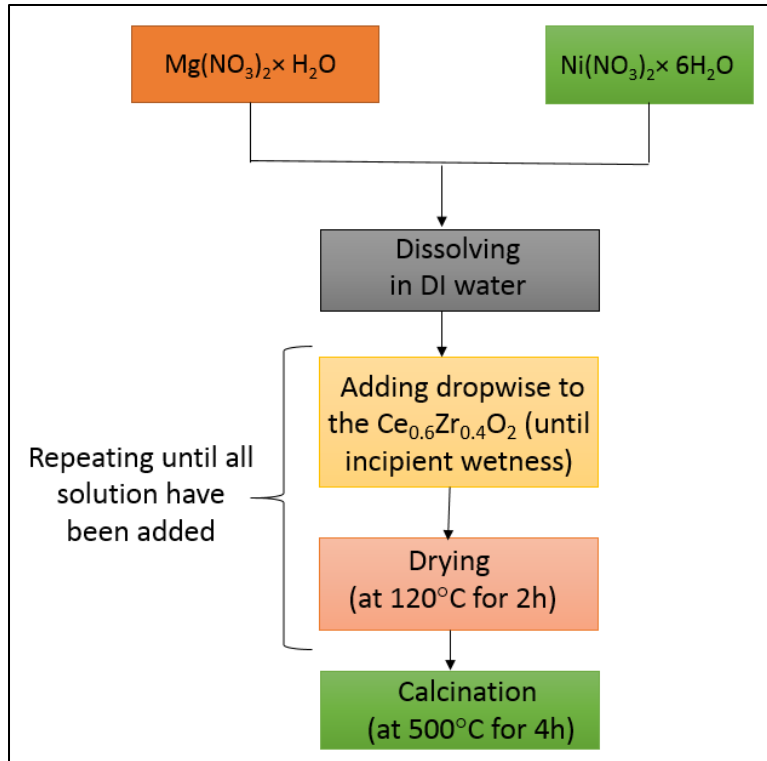 Mg(NO₃)₂× H₂O
Ni(NO₃)₂× 6H₂O
Dissolving
in DI water
Adding dropwise to
the Ce₀.₆Zr₀.₄O₂ (until
incipient wetness)
Repeating until all
solution have
been added
Drying
(at 120°C for 2h)
Calcination
(at 500°C for 4h)